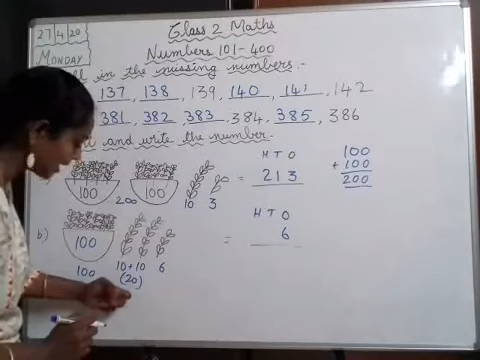 27 4 20
MONDAY
Class 2 Maths
Numbers 101-400
in the missing numbers.-
137, 138, 139, 140, 141, 142
381, 382, 383, 384, 385, 386
and write the number.
100 200 100 10 3 = H T O 213
100
+ 100
200
b) 100 = H T O 6
100 10+10 6
(20)